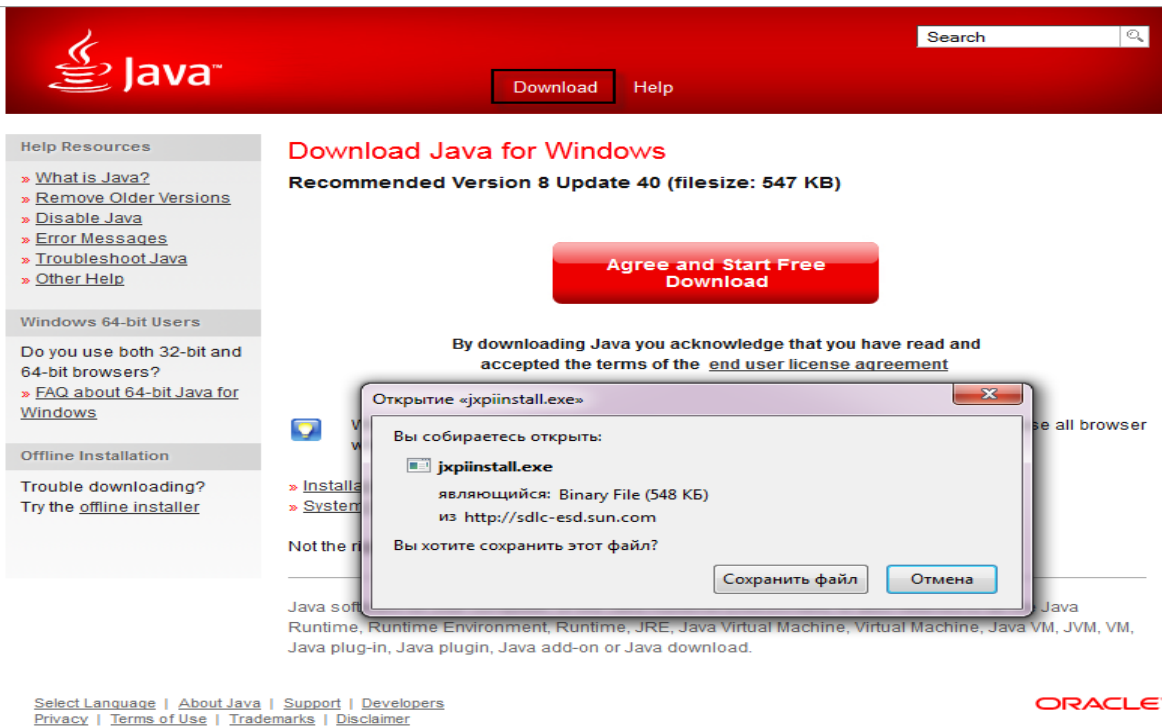 Search
Java™
Download Help
Help Resources
» What is Java?
» Remove Older Versions
» Disable Java
» Error Messages
» Troubleshoot Java
» Other Help
Windows 64-bit Users
Do you use both 32-bit and
64-bit browsers?
» FAQ about 64-bit Java for
Windows
Offline Installation
Trouble downloading?
Try the offline installer
Download Java for Windows
Recommended Version 8 Update 40 (filesize: 547 KB)
Agree and Start Free
Download
By downloading Java you acknowledge that you have read and
accepted the terms of the end user license agreement
all browser
» 
» 
Not the
Открытие «jxpiinstall.exe»
Вы собираетесь открыть:
jxpiinstall.exe
являющийся: Binary File (548 КБ)
из http://sdlc-esd.sun.com
Вы хотите сохранить этот файл?
Сохранить файл Отмена
Java Java
Runtime, Runtime Environment, Runtime, JRE, Java Virtual Machine, Virtual Machine, Java VM, JVM, VM,
Java plug-in, Java plugin, Java add-on or Java download.
Select Language | About Java | Support | Developers
Privacy | Terms of Use | Trademarks | Disclaimer
ORACLE